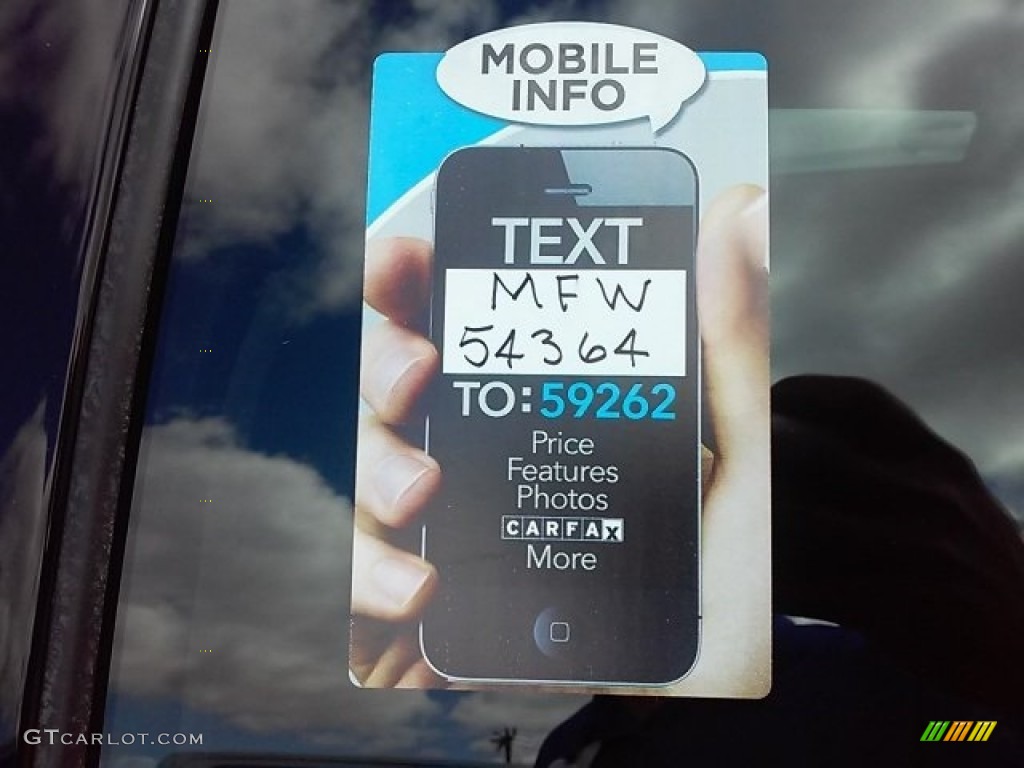 MOBILE
INFO
TEXT
MFW
54364
TO: 59262
Price
Features
Photos
CARFAX
More
GTCARLOT.COM